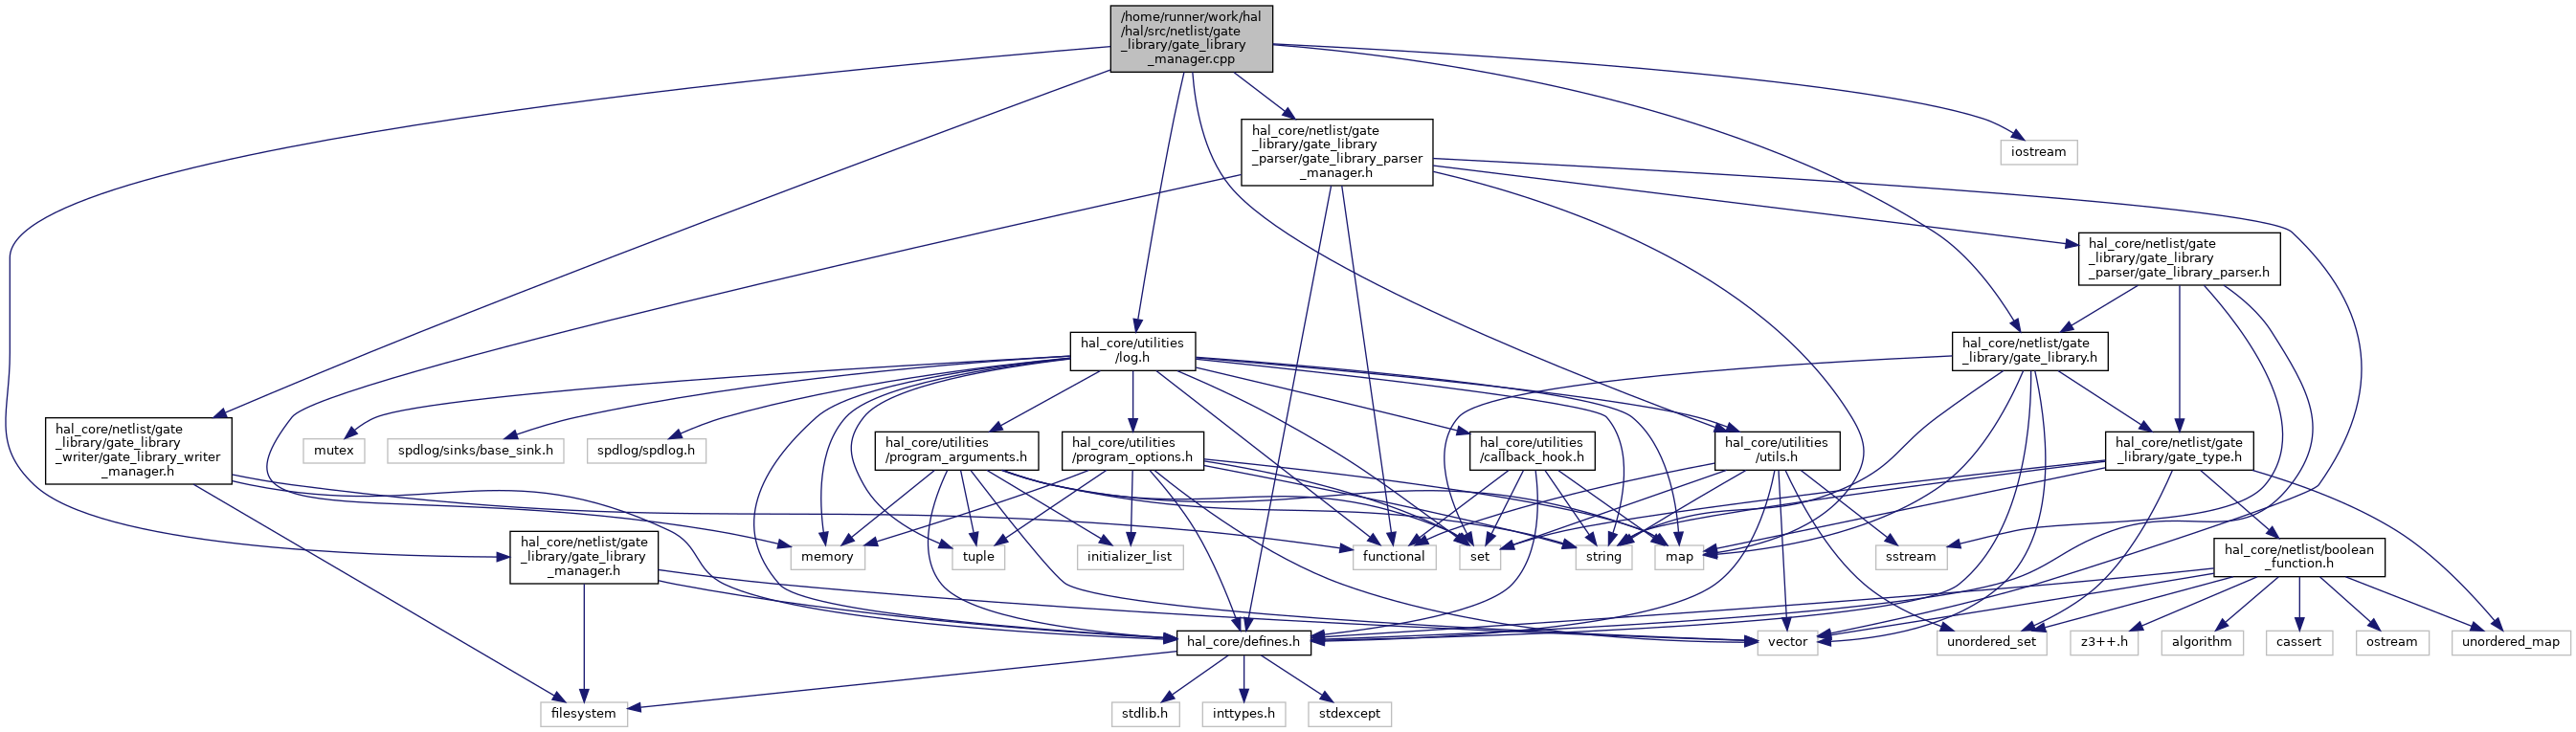 /home/runner/work/hal
/hal/src/netlist/gate
_library/gate_library
_manager.cpp
hal_core/netlist/gate
_library/gate_library
_parser/gate_library_parser
_manager.h
iostream
hal_core/netlist/gate
_library/gate_library
_parser/gate_library_parser.h
hal_core/utilities
/log.h
hal_core/netlist/gate
_library/gate_library.h
hal_core/netlist/gate
_library/gate_library
_writer/gate_library_writer
_manager.h
mutex
spdlog/sinks/base_sink.h
spdlog/spdlog.h
hal_core/utilities
/program_arguments.h
hal_core/utilities
/program_options.h
hal_core/utilities
/callback_hook.h
hal_core/utilities
/utils.h
hal_core/netlist/gate
_library/gate_type.h
hal_core/netlist/gate
_library/gate_library
_manager.h
memory
tuple
initializer_list
functional
set
string
map
sstream
hal_core/netlist/boolean
_function.h
hal_core/defines.h
vector
unordered_set
z3++.h
algorithm
cassert
ostream
unordered_map
filesystem
stdlib.h
inttypes.h
stdexcept